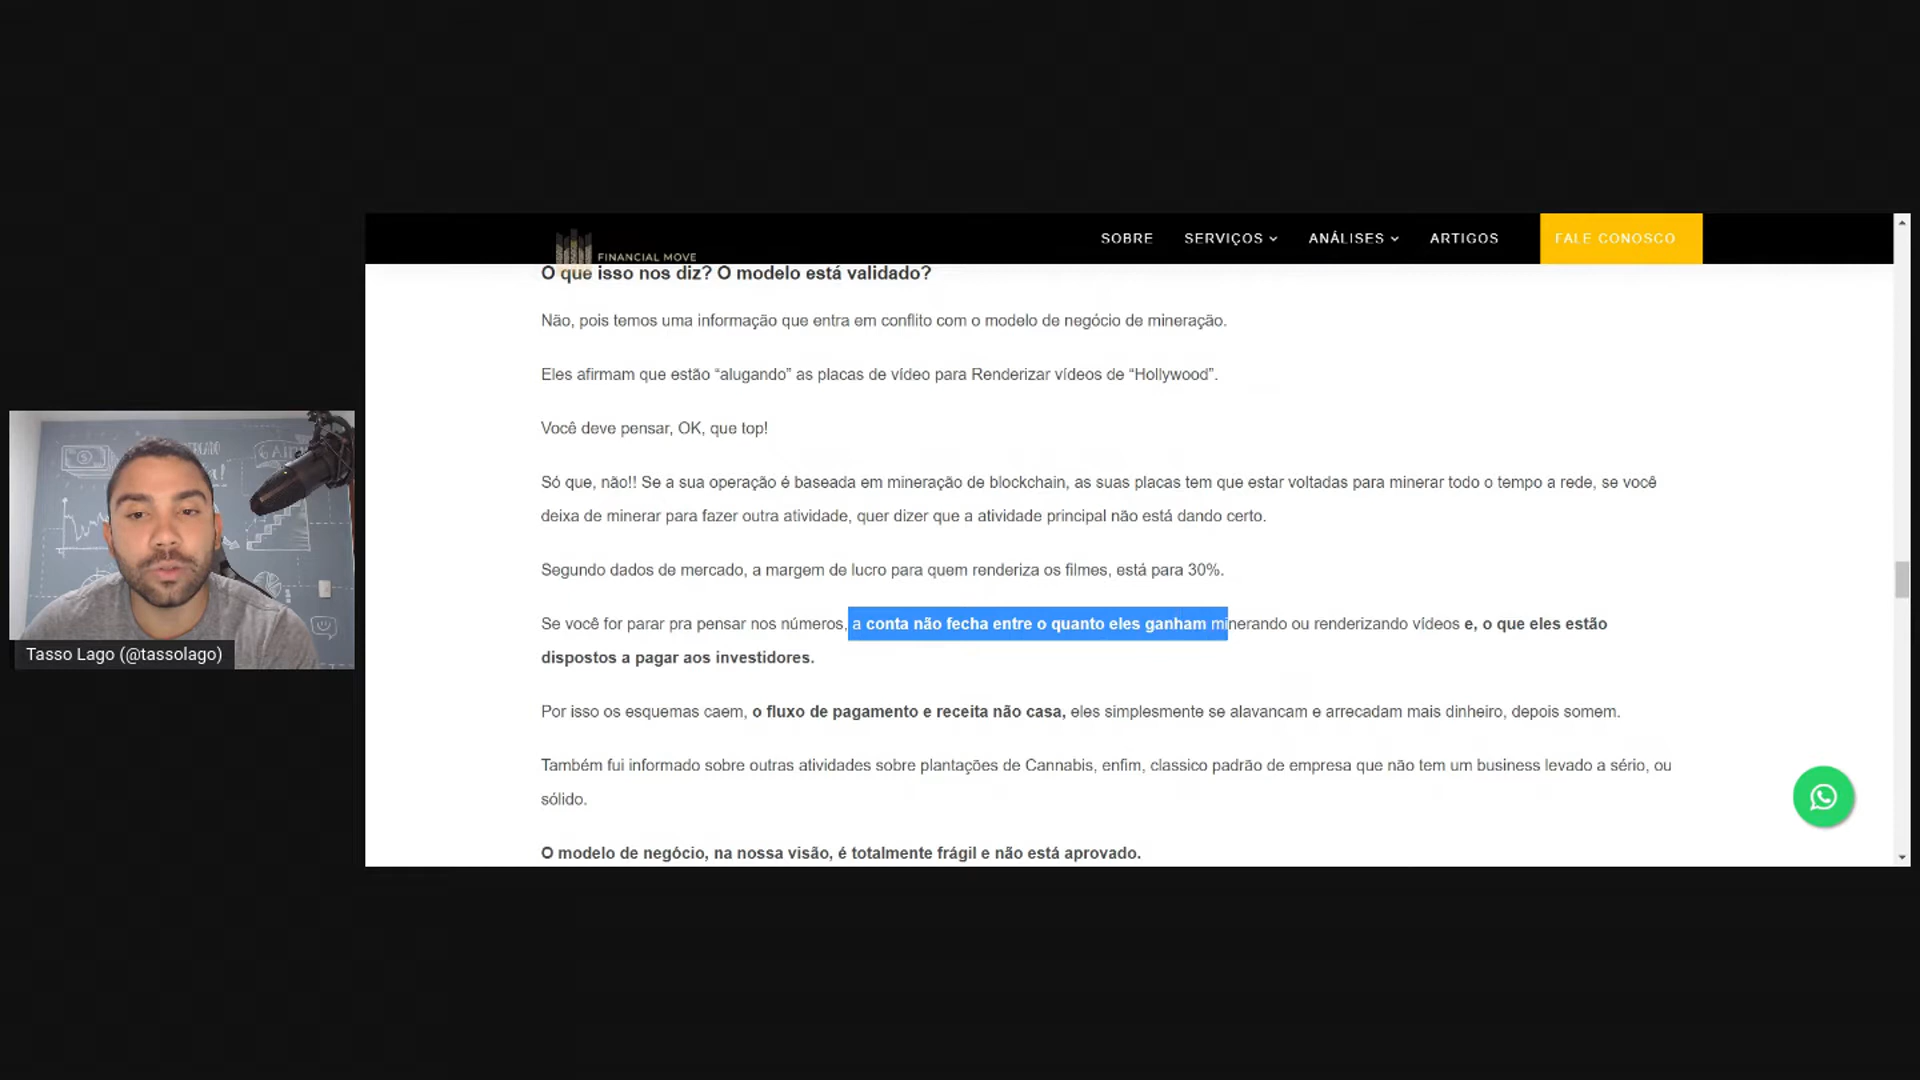 FINANCIAL MOVE
SOBRE
SERVIÇOS
ANÁLISES
ARTIGOS
FALE CONOSCO
O que isso nos diz? O modelo está validado?
Não, pois temos uma informação que entra em conflito com o modelo de negócio de mineração.
Eles afirmam que estão “alugando” as placas de vídeo para Renderizar vídeos de “Hollywood”.
Você deve pensar, OK, que top!
Só que, não!! Se a sua operação é baseada em mineração de blockchain, as suas placas tem que estar voltadas para minerar todo o tempo a rede, se você
deixa de minerar para fazer outra atividade, quer dizer que a atividade principal não está dando certo.
Segundo dados de mercado, a margem de lucro para quem renderiza os filmes, está para 30%.
Se você for parar pra pensar nos números, a conta não fecha entre o quanto eles ganham minerando ou renderizando vídeos e, o que eles estão
dispostos a pagar aos investidores.
Por isso os esquemas caem, o fluxo de pagamento e receita não casa, eles simplesmente se alavancam e arrecadam mais dinheiro, depois somem.
Também fui informado sobre outras atividades sobre plantações de Cannabis, enfim, classico padrão de empresa que não tem um business levado a sério, ou
sólido.
O modelo de negócio, na nossa visão, é totalmente frágil e não está aprovado.
Tasso Lago (@tassolago)